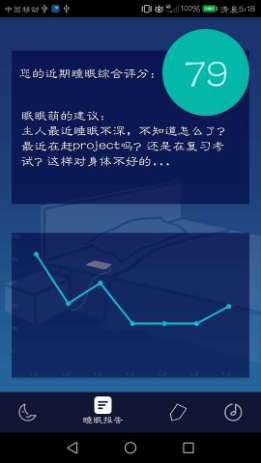 中国移动
100% 清晨5:18
您的近期睡眠综合评分:
79
眠眠萌的建议:
主人最近睡眠不深,不知道怎么了?
最近在赶project吗?还是在复习考
试?这样对身体不好的...
睡眠报告